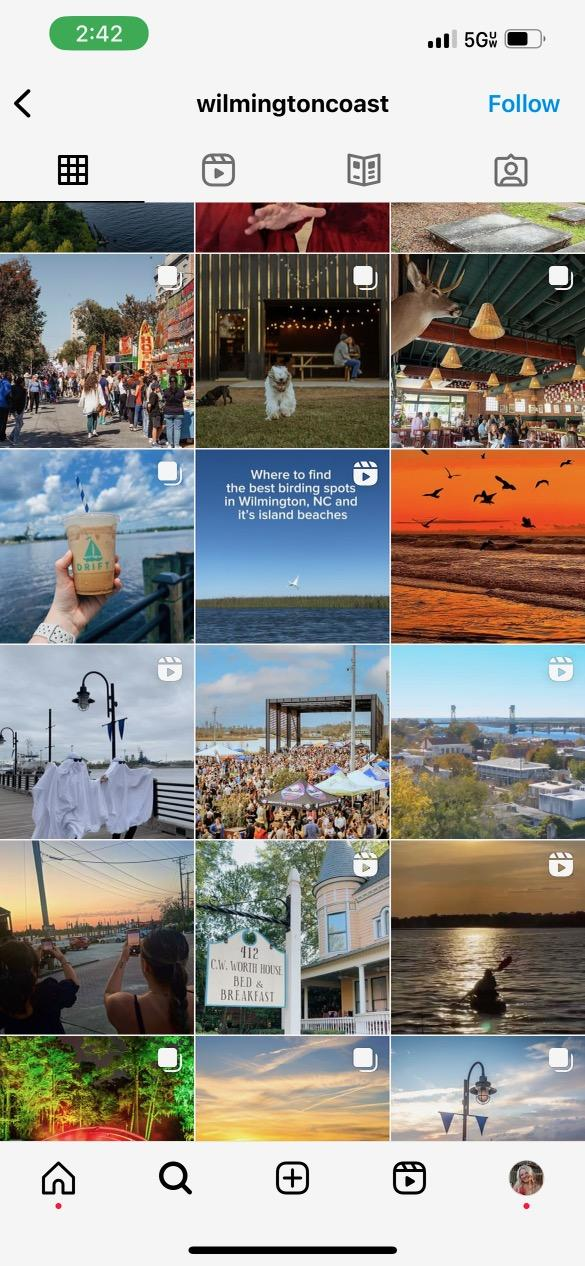 2:42
5GUW
wilmingtoncoast
Follow
DRIFT
Where to find
the best birding spots
in Wilmington, NC and
it's island beaches
412
C.W. WORTH HOUSE
BED &
BREAKFAST